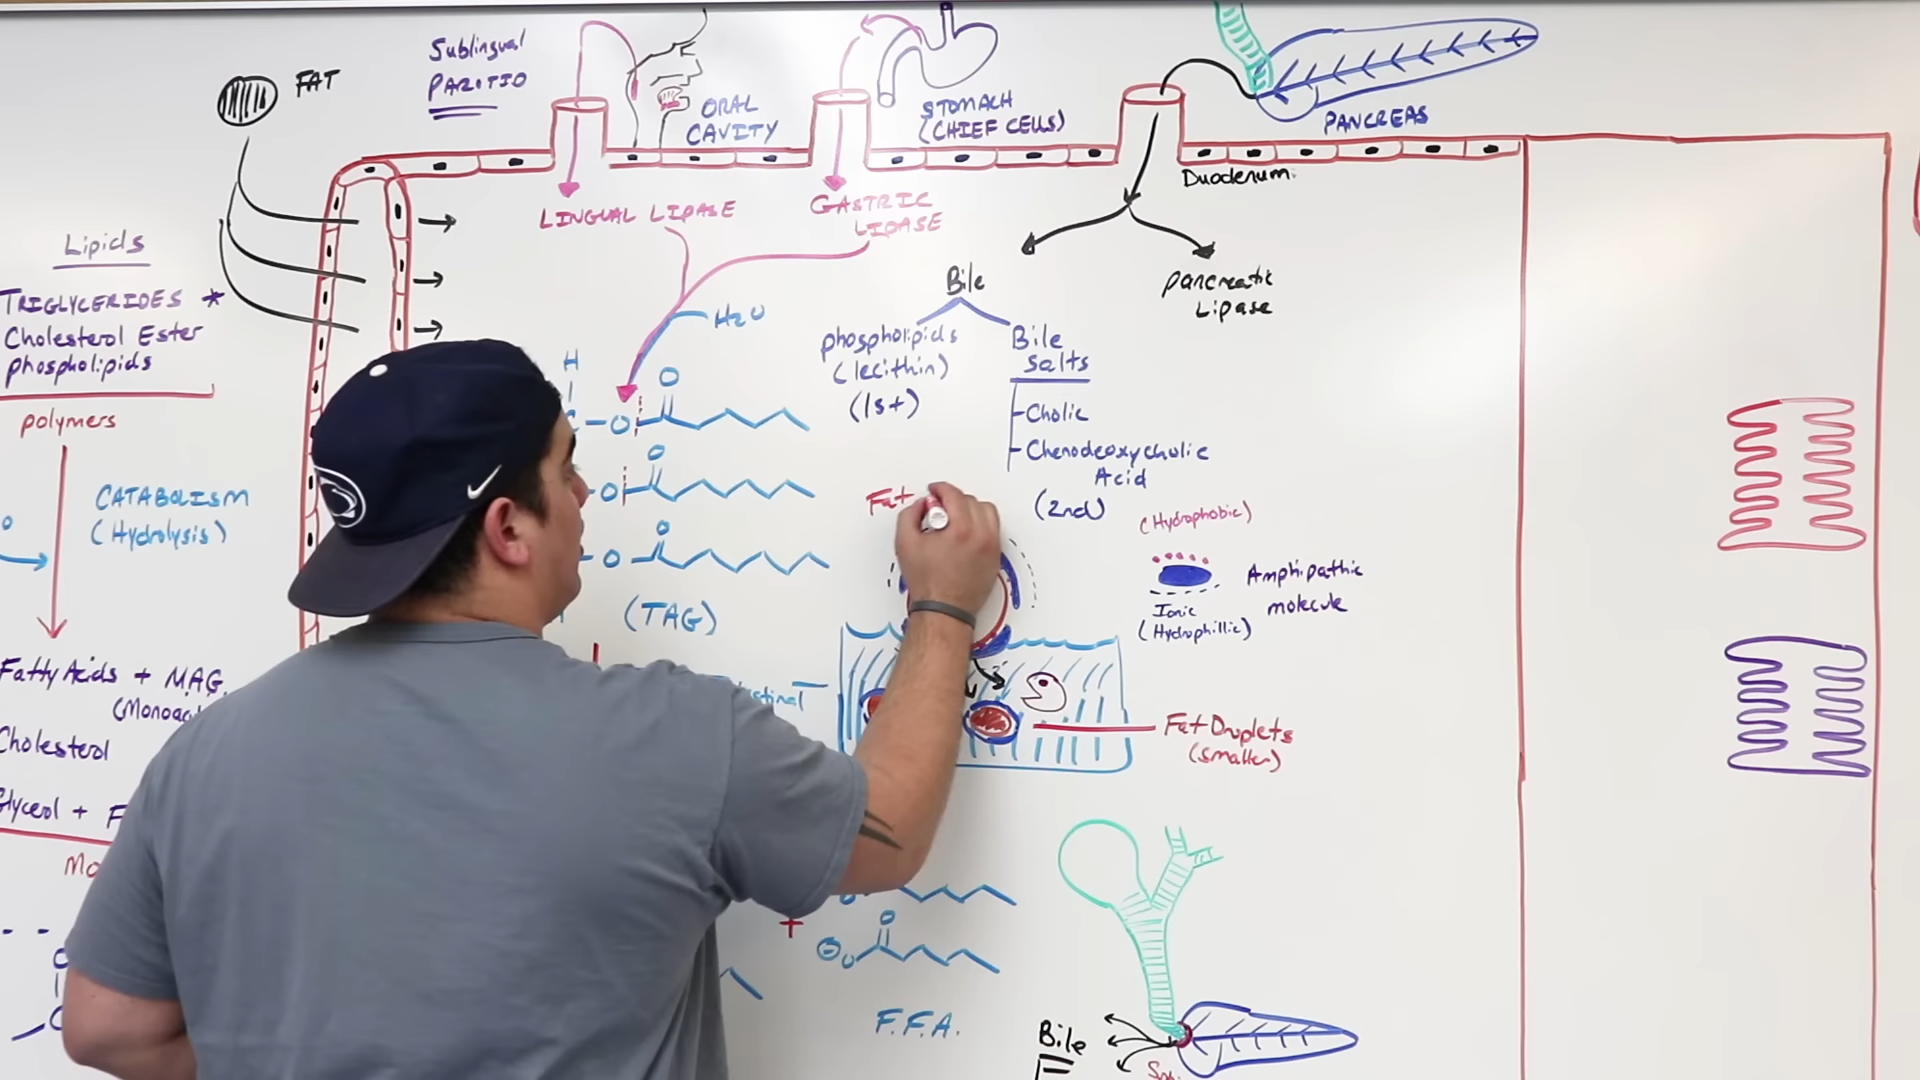 FAT
Sublingual
PAROTID
ORAL
CAVITY
STOMACH
(CHIEF CELLS)
PANCREAS
Duodenum
LINGUAL LIPASE
GASTRIC
LIPASE
H2O
Bile
phospholipids
(lecithin)
(1st)
Bile
Salts
Cholic
Chenodeoxycholic
Acid
(2nd)
pancreatic
Lipase
Lipids
TRIGLYCERIDES *
Cholesterol Ester
phospholipids
polymers
CATABOLISM
(Hydrolysis)
Fatty Acids + MAG
Cholesterol
Glycerol + F
H
O
O
O
O
O
O
(TAG)
Fat
(Hydrophobic)
Ionic
(Hydrophillic)
Amphipathic
molecule
Fat Droplets
(smaller)
+
O
F.F.A.
Bile